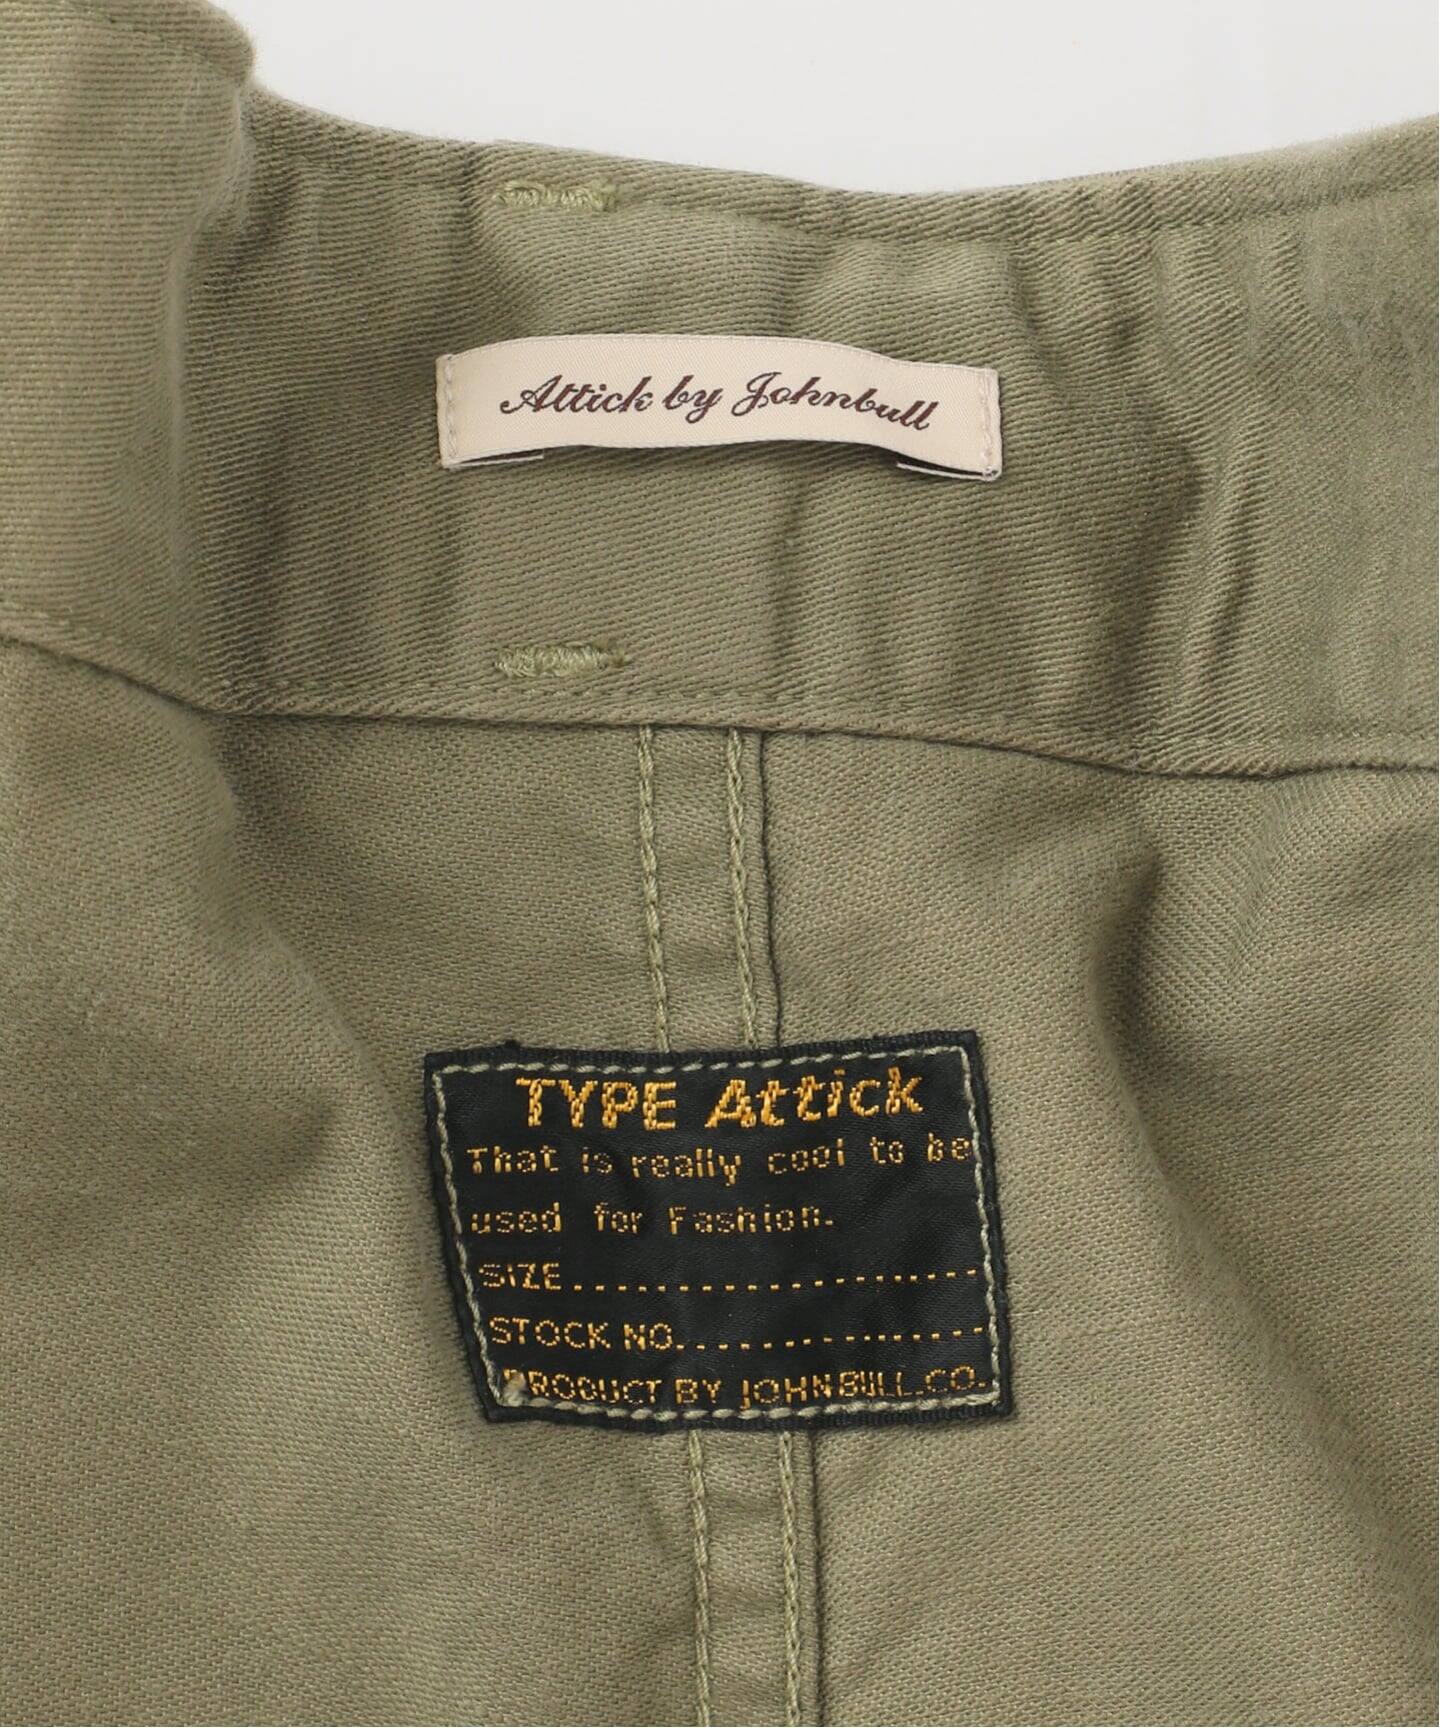 Attick by Johnbull
TYPE Attick
That is really cool to be
used for Fashion.
SIZE....................
STOCK NO................
PRODUCT BY JOHNBULL.CO.